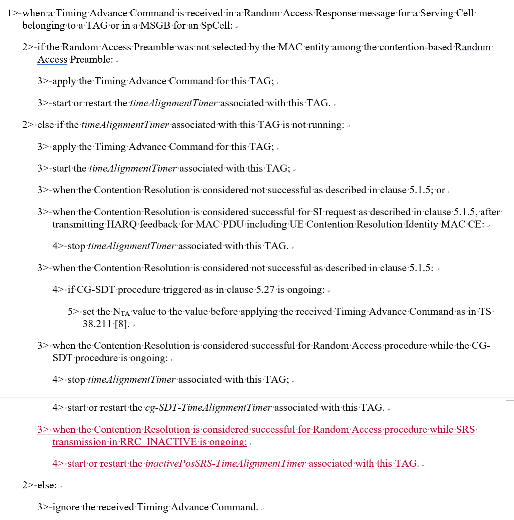 1> when a Timing Advance Command is received in a Random Access Response message for a Serving Cell
belonging to a TAG or in a MSGB for an SpCell:
2> if the Random Access Preamble was not selected by the MAC entity among the contention-based Random
Access Preamble:
3> apply the Timing Advance Command for this TAG;
3> start or restart the timeAlignmentTimer associated with this TAG.
2> else if the timeAlignmentTimer associated with this TAG is not running:
3> apply the Timing Advance Command for this TAG;
3> start the timeAlignmentTimer associated with this TAG;
3> when the Contention Resolution is considered not successful as described in clause 5.1.5; or
3> when the Contention Resolution is considered successful for SI request as described in clause 5.1.5, after
transmitting HARQ feedback for MAC PDU including UE Contention Resolution Identity MAC CE:
4> stop timeAlignmentTimer associated with this TAG.
3> when the Contention Resolution is considered not successful as described in clause 5.1.5:
4> if CG-SDT procedure triggered as in clause 5.27 is ongoing:
5> set the NTA value to the value before applying the received Timing Advance Command as in TS
38.211 [8].
3> when the Contention Resolution is considered successful for Random Access procedure while the CG-
SDT procedure is ongoing:
4> stop timeAlignmentTimer associated with this TAG;
4> start or restart the cg-SDT-TimeAlignmentTimer associated with this TAG.
3> when the Contention Resolution is considered successful for Random Access procedure while SRS
transmission in RRC_INACTIVE is ongoing:
4> start or restart the inactivePosSRS-TimeAlignmentTimer associated with this TAG.
2> else:
3> ignore the received Timing Advance Command.